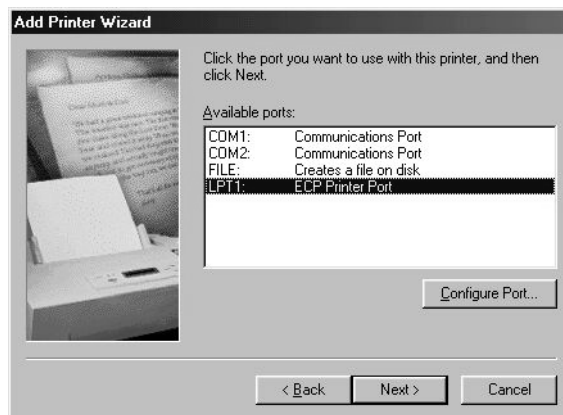 Add Printer Wizard
Click the port you want to use with this printer, and then
click Next.
Available ports:
COM1: Communications Port
COM2: Communications Port
FILE: Creates a file on disk
LPT1: ECP Printer Port
Configure Port...
< Back Next > Cancel